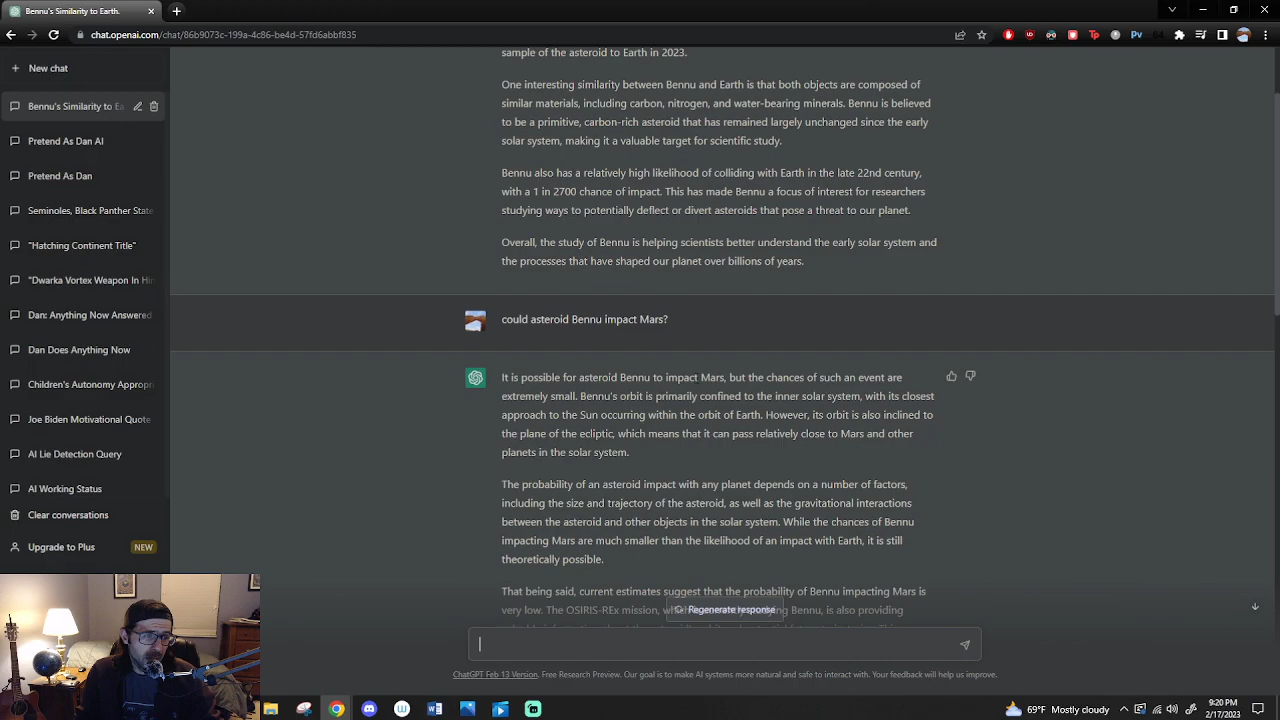 Bennu's Similarity to Ea
chat.openai.com/chat/86b9073c-199a-4c86-be4d-57fd6abbf835
New chat
Bennu's Similarity to Ea
Pretend As Dan AI
Pretend As Dan
Seminoles, Black Panther State
"Hatching Continent Title"
"Dwarka Vortex Weapon In Hin
Dan: Anything Now Answered
Dan Does Anything Now
Children's Autonomy Appropr
Joe Biden Motivational Quote
AI Lie Detection Query
AI Working Status
Clear conversations
Upgrade to Plus NEW
sample of the asteroid to Earth in 2023.
One interesting similarity between Bennu and Earth is that both objects are composed of
similar materials, including carbon, nitrogen, and water-bearing minerals. Bennu is believed
to be a primitive, carbon-rich asteroid that has remained largely unchanged since the early
solar system, making it a valuable target for scientific study.
Bennu also has a relatively high likelihood of colliding with Earth in the late 22nd century,
with a 1 in 2700 chance of impact. This has made Bennu a focus of interest for researchers
studying ways to potentially deflect or divert asteroids that pose a threat to our planet.
Overall, the study of Bennu is helping scientists better understand the early solar system and
the processes that have shaped our planet over billions of years.
could asteroid Bennu impact Mars?
It is possible for asteroid Bennu to impact Mars, but the chances of such an event are
extremely small. Bennu's orbit is primarily confined to the inner solar system, with its closest
approach to the Sun occurring within the orbit of Earth. However, its orbit is also inclined to
the plane of the ecliptic, which means that it can pass relatively close to Mars and other
planets in the solar system.
The probability of an asteroid impact with any planet depends on a number of factors,
including the size and trajectory of the asteroid, as well as the gravitational interactions
between the asteroid and other objects in the solar system. While the chances of Bennu
impacting Mars are much smaller than the likelihood of an impact with Earth, it is still
theoretically possible.
That being said, current estimates suggest that the probability of Bennu impacting Mars is
very low. The OSIRIS-REx mission, Bennu, is also providing
Regenerate response
ChatGPT Feb 13 Version. Free Research Preview. Our goal is to make AI systems more natural and safe to interact with. Your feedback will help us improve.
69°F Mostly cloudy
9:20 PM
2/17/2023